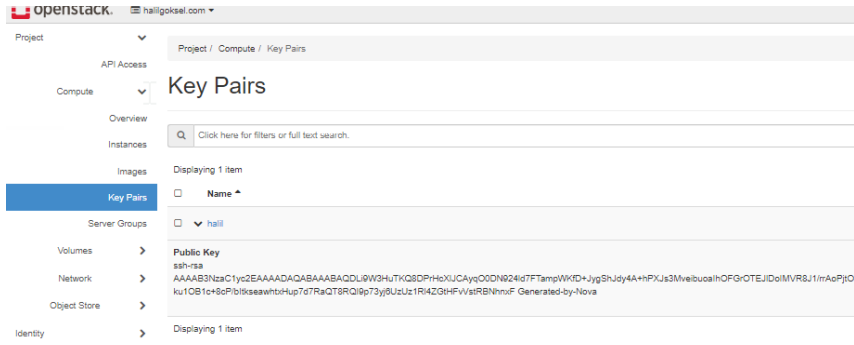 openstack. halilgoksel.com
Project
API Access
Compute
Overview
Instances
Images
Key Pairs
Server Groups
Volumes
Network
Object Store
Identity
Project / Compute / Key Pairs
Key Pairs
Click here for filters or full text search.
Displaying 1 item
Name
halil
Public Key
ssh-rsa
Generated-by-Nova
Displaying 1 item